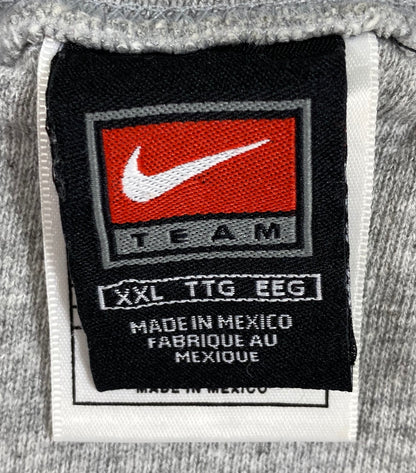 TEAM
XXL TTG EEG
MADE IN MEXICO
FABRIQUE AU
MEXIQUE
MADE IN MEXICO